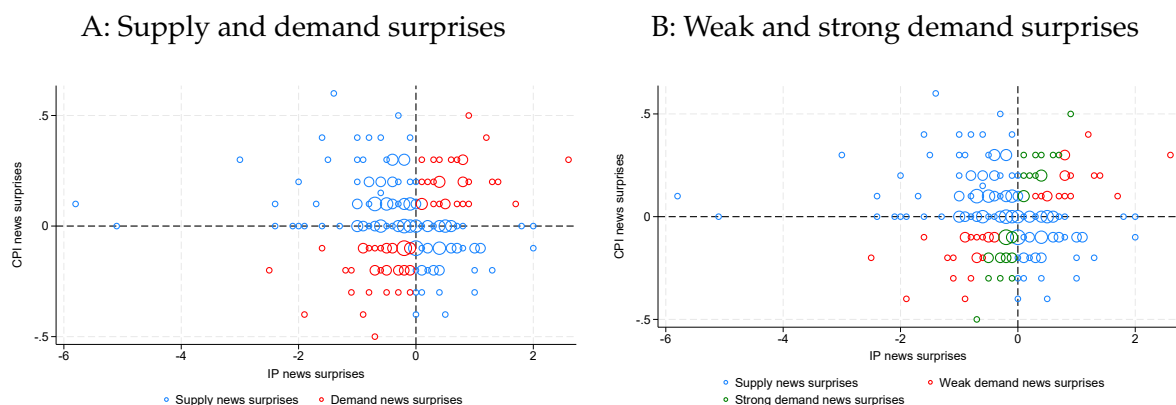 A: Supply and demand surprises
B: Weak and strong demand surprises
CPI news surprises
.5
0
-.5
-6
-4
-2
0
2
IP news surprises
Supply news surprises
Demand news surprises
CPI news surprises
.5
0
-.5
-6
-4
-2
0
2
IP news surprises
Supply news surprises
Weak demand news surprises
Strong demand news surprises